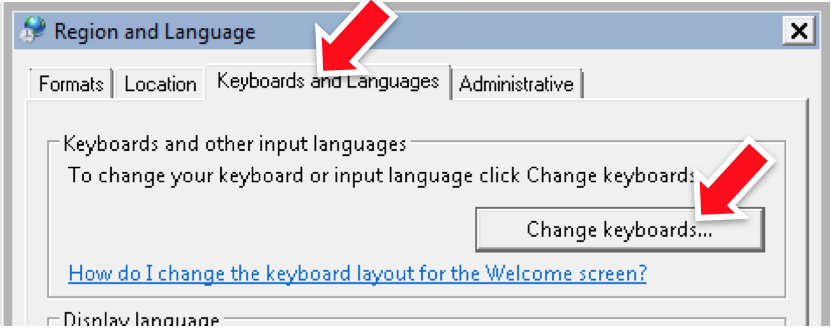 Region and Language
Formats Location Keyboards and Languages Administrative
Keyboards and other input languages
To change your keyboard or input language click Change keyboards
Change keyboards...
How do I change the keyboard layout for the Welcome screen?
Display language